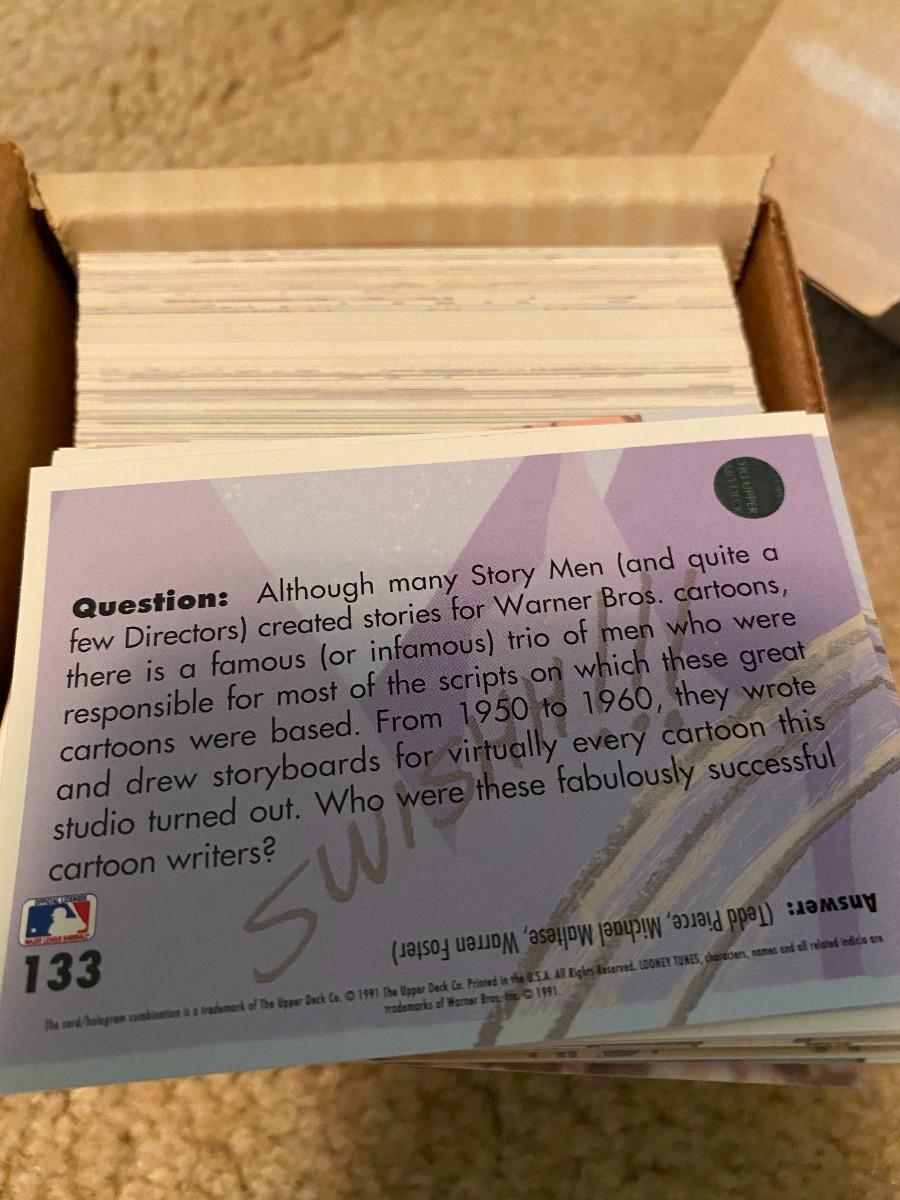 Question: Although many Story Men (and quite a
few Directors) created stories for Warner Bros. cartoons,
there is a famous (or infamous) trio of men who were
responsible for most of the scripts on which these great
cartoons were based. From 1950 to 1960, they wrote
and drew storyboards for virtually every cartoon this
studio turned out. Who were these fabulously successful
cartoon writers?
SWISHH!!!
Answer: (Tedd Pierce, Michael Maltese, Warren Foster)
133
The card/hologram combination is a trademark of The Upper Deck Co. © 1991 The Upper Deck Co. Printed in the U.S.A. All Rights Reserved. LOONEY TUNES, characters, names and all related indicia are
trademarks of Warner Bros. Inc. © 1991.